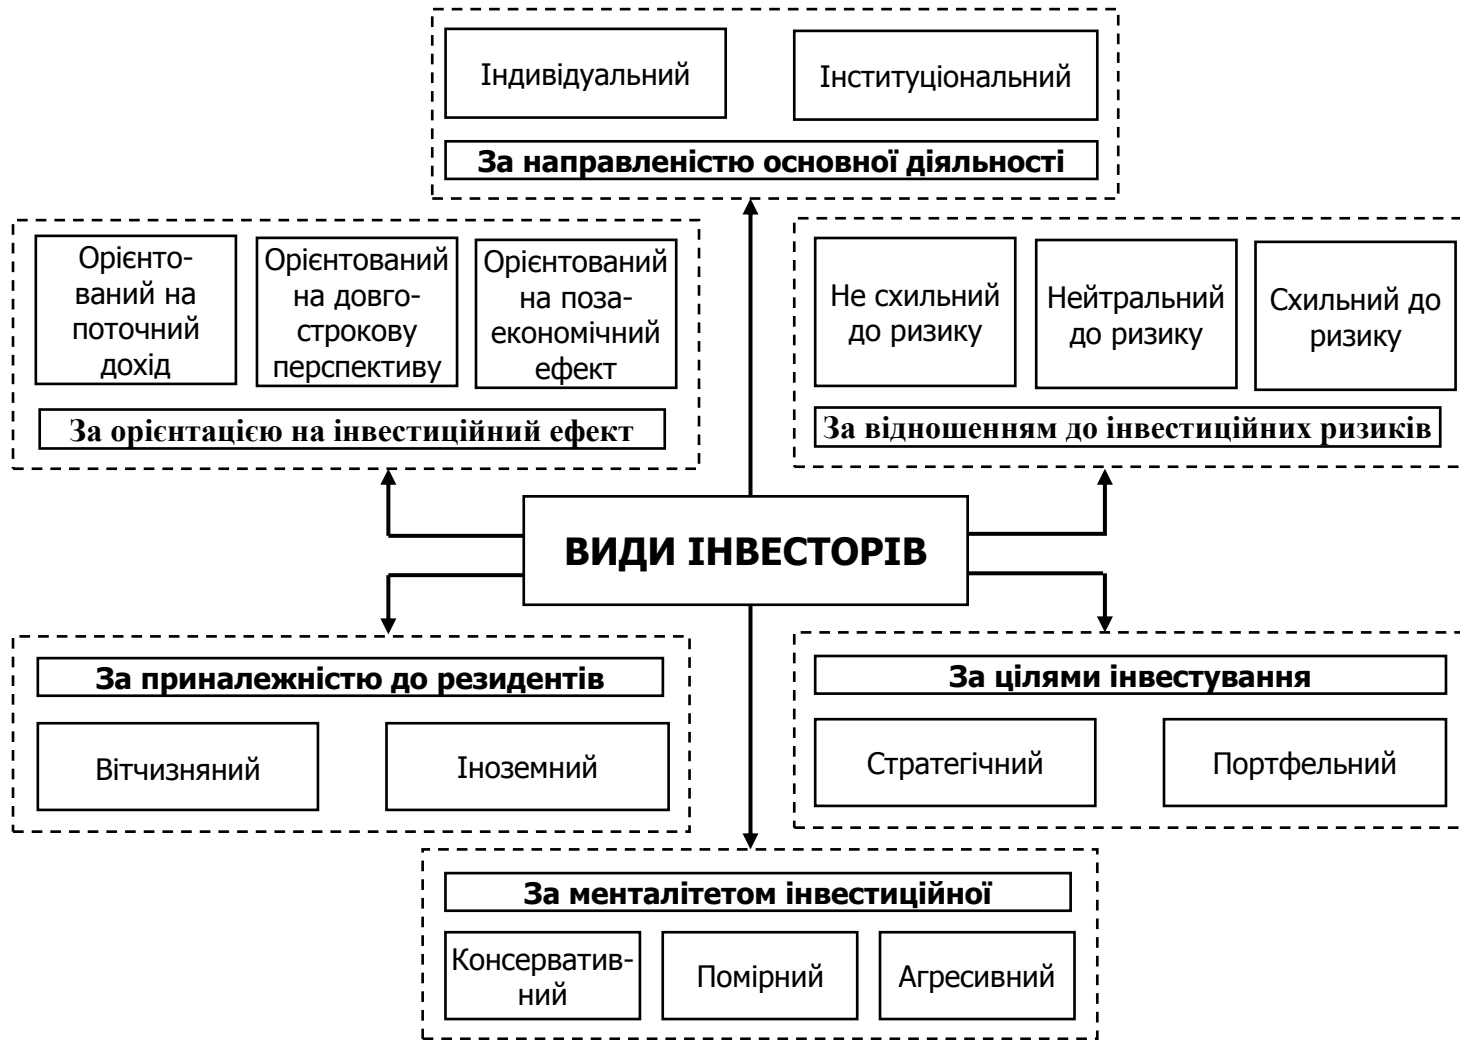 Індивідуальний
Інституціональний
За направленістю основної діяльності
Орієнто-
ваний на
поточний
дохід
Орієнтований
на довго-
строкову
перспективу
Орієнтований
на поза-
економічний
ефект
За орієнтацією на інвестиційний ефект
Не схильний
до ризику
Нейтральний
до ризику
Схильний до
ризику
За відношенням до інвестиційних ризиків
ВИДИ ІНВЕСТОРІВ
За приналежністю до резидентів
Вітчизняний
Іноземний
За цілями інвестування
Стратегічний
Портфельний
За менталітетом інвестиційної
Консерватив-
ний
Помірний
Агресивний